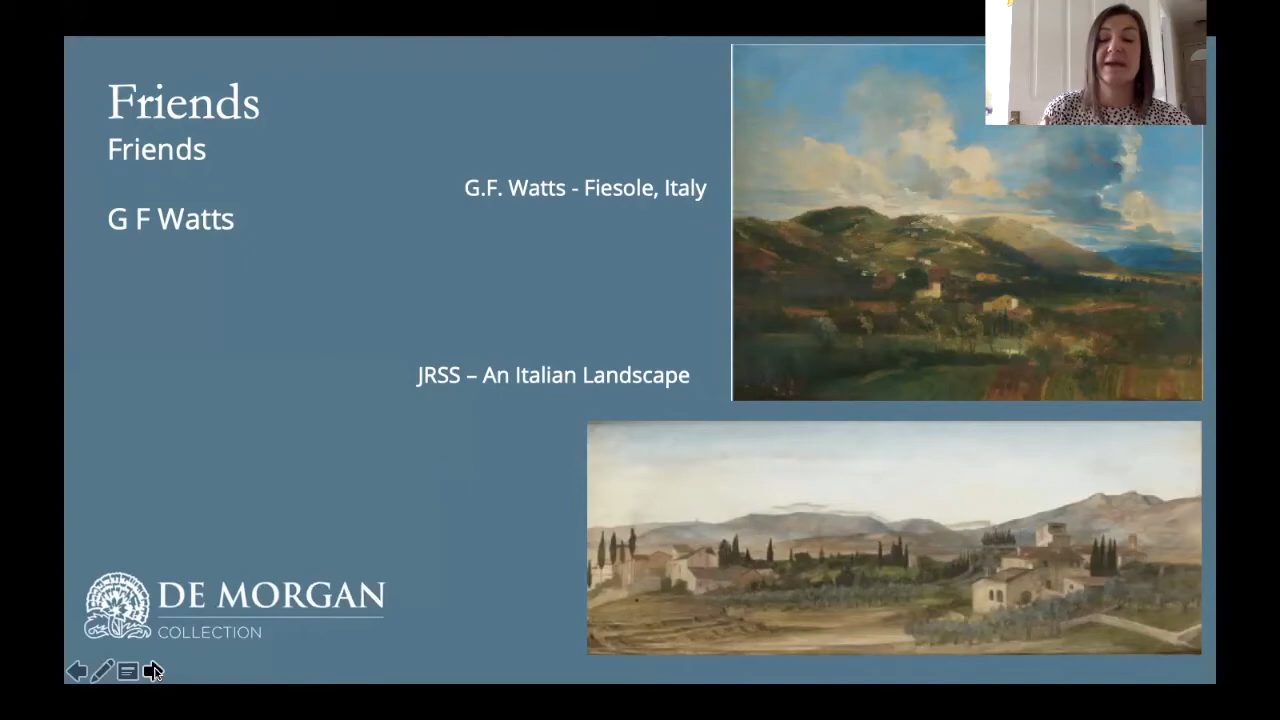 Friends
Friends
G.F. Watts - Fiesole, Italy
G F Watts
JRSS – An Italian Landscape
DE MORGAN
COLLECTION